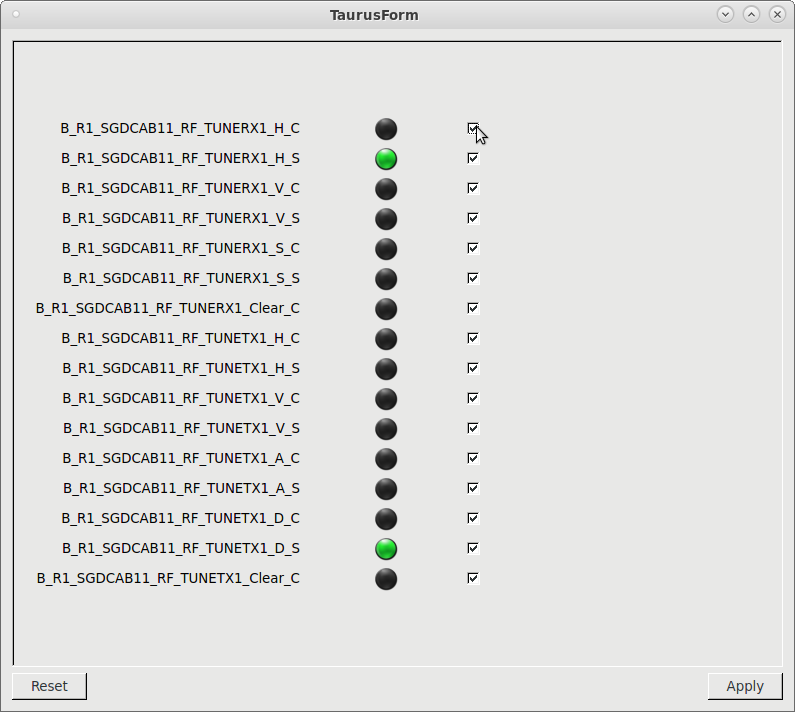 TaurusForm
B_R1_SGDCAB11_RF_TUNERX1_H_C
B_R1_SGDCAB11_RF_TUNERX1_H_S
B_R1_SGDCAB11_RF_TUNERX1_V_C
B_R1_SGDCAB11_RF_TUNERX1_V_S
B_R1_SGDCAB11_RF_TUNERX1_S_C
B_R1_SGDCAB11_RF_TUNERX1_S_S
B_R1_SGDCAB11_RF_TUNERX1_Clear_C
B_R1_SGDCAB11_RF_TUNETX1_H_C
B_R1_SGDCAB11_RF_TUNETX1_H_S
B_R1_SGDCAB11_RF_TUNETX1_V_C
B_R1_SGDCAB11_RF_TUNETX1_V_S
B_R1_SGDCAB11_RF_TUNETX1_A_C
B_R1_SGDCAB11_RF_TUNETX1_A_S
B_R1_SGDCAB11_RF_TUNETX1_D_C
B_R1_SGDCAB11_RF_TUNETX1_D_S
B_R1_SGDCAB11_RF_TUNETX1_Clear_C
Reset Apply